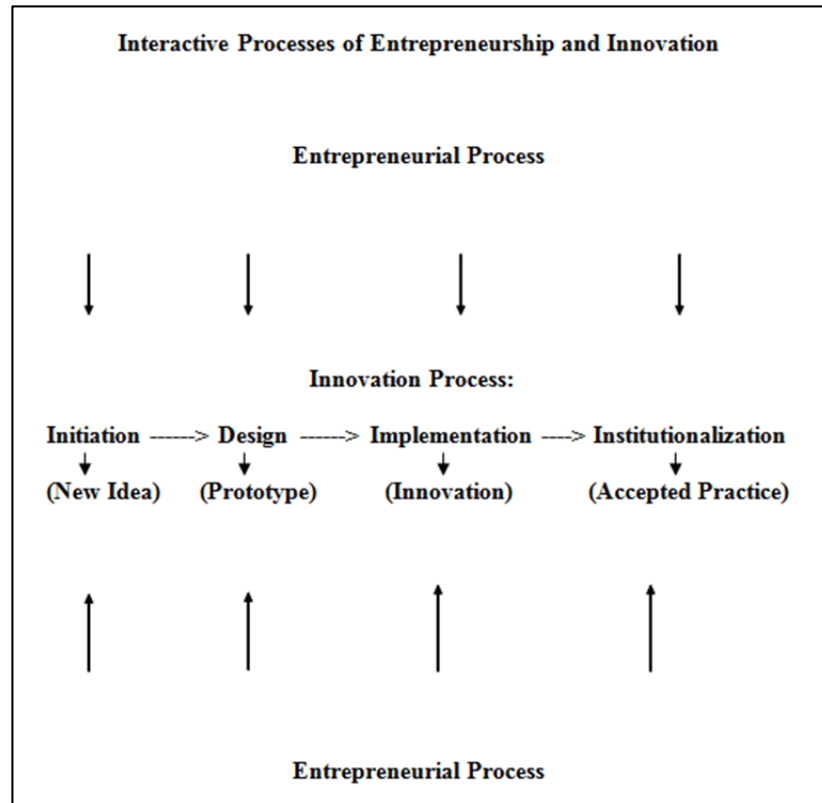 Interactive Processes of Entrepreneurship and Innovation
Entrepreneurial Process
Innovation Process:
Initiation ------> Design ------> Implementation ----> Institutionalization
(New Idea) (Prototype) (Innovation) (Accepted Practice)
Entrepreneurial Process